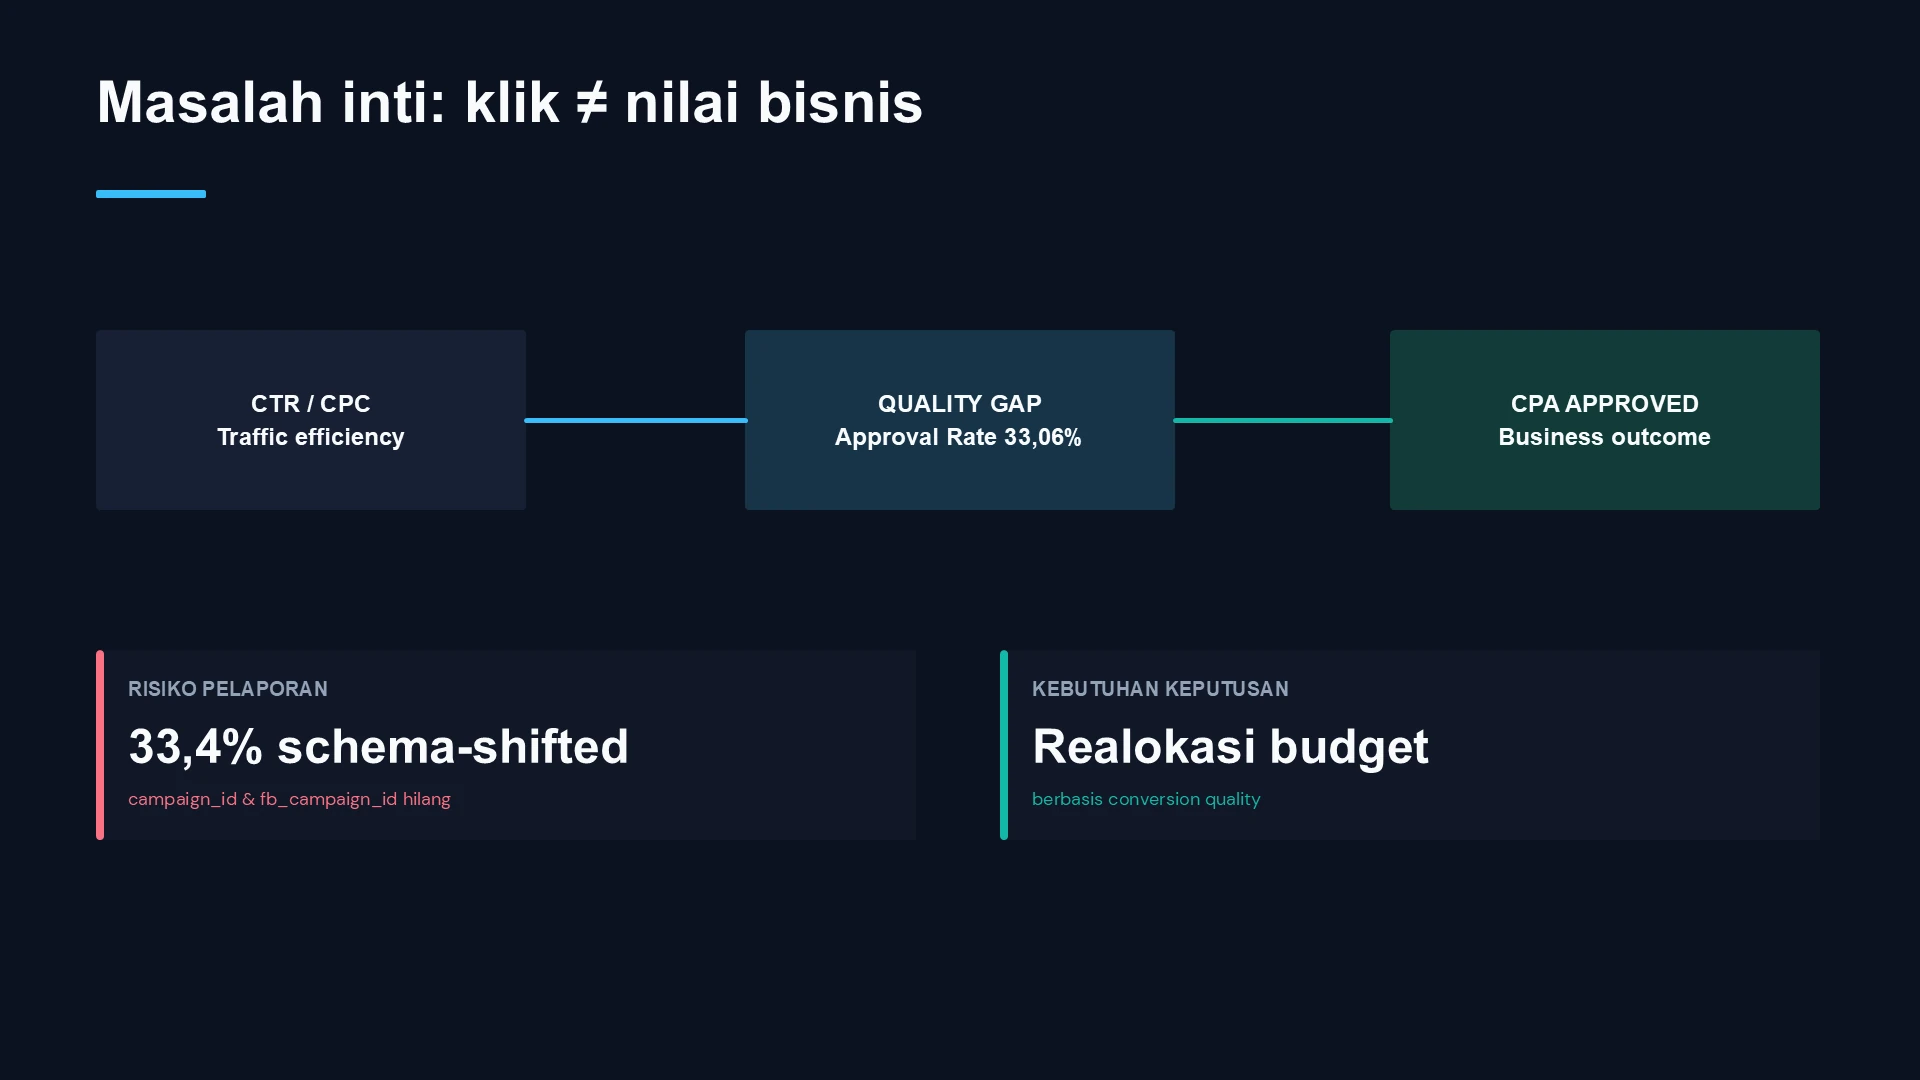 Masalah inti: klik ≠ nilai bisnis
CTR / CPC
Traffic efficiency
QUALITY GAP
Approval Rate 33,06%
CPA APPROVED
Business outcome
RISIKO PELAPORAN
33,4% schema-shifted
campaign_id & fb_campaign_id hilang
KEBUTUHAN KEPUTUSAN
Realokasi budget
berbasis conversion quality